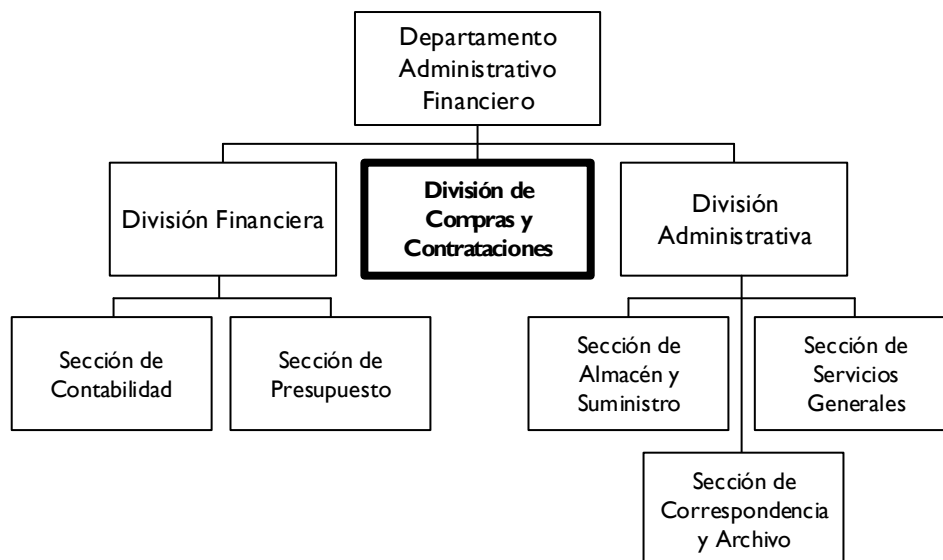 Departamento
Administrativo
Financiero
División Financiera
División de
Compras y
Contrataciones
División
Administrativa
Sección de
Contabilidad
Sección de
Presupuesto
Sección de
Almacén y
Suministro
Sección de
Servicios
Generales
Sección de
Correspondencia
y Archivo